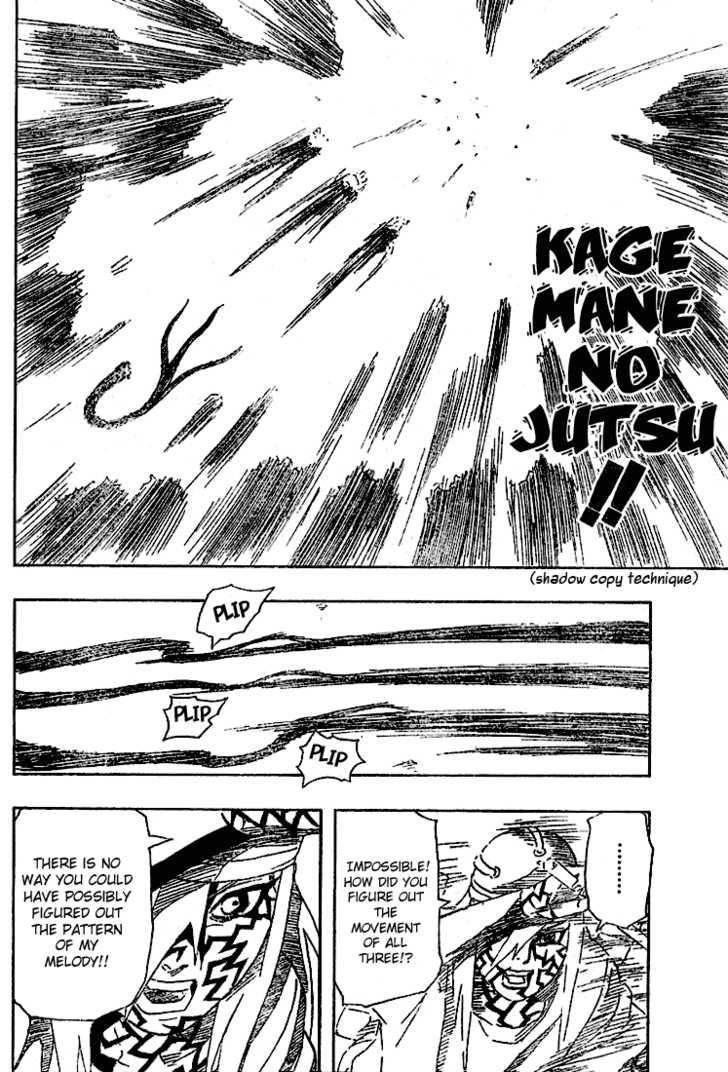 KAGE
MANE
NO
JUTSU
!!
(shadow copy technique)
PLIP
PLIP
PLIP
.........
IMPOSSIBLE!
HOW DID YOU
FIGURE OUT
THE
MOVEMENT
OF ALL
THREE!?
THERE IS NO
WAY YOU COULD
HAVE POSSIBLY
FIGURED OUT
THE PATTERN
OF MY
MELODY!!